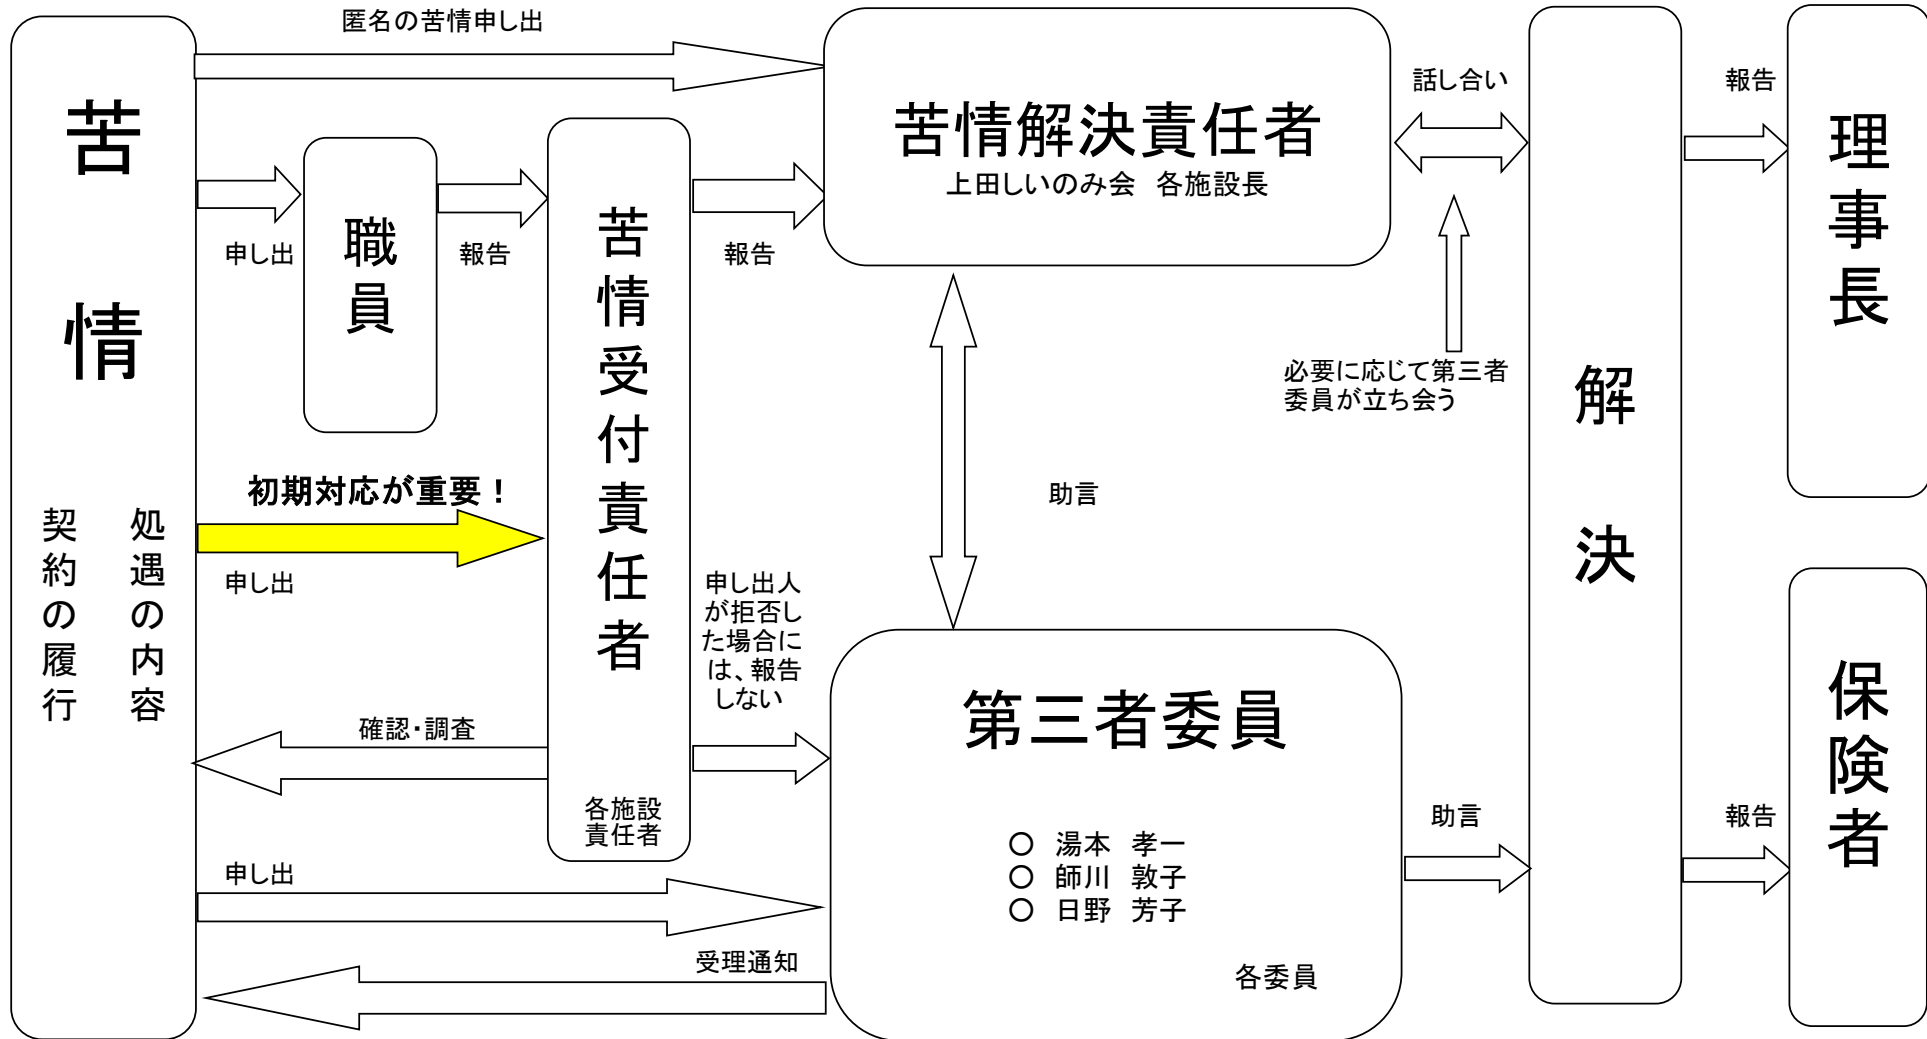 匿名の苦情申し出
苦情
処遇の内容
契約の履行
申し出
職員
報告
苦情受付責任者
各施設
責任者
報告
苦情解決責任者
上田しいのみ会　各施設長
話し合い
必要に応じて第三者
委員が立ち会う
解決
報告
理事長
初期対応が重要！
申し出
助言
申し出人
が拒否し
た場合に
は、報告
しない
確認・調査
第三者委員
○　湯本　孝一
○　師川　敦子
○　日野　芳子
各委員
申し出
受理通知
助言
報告
保険者